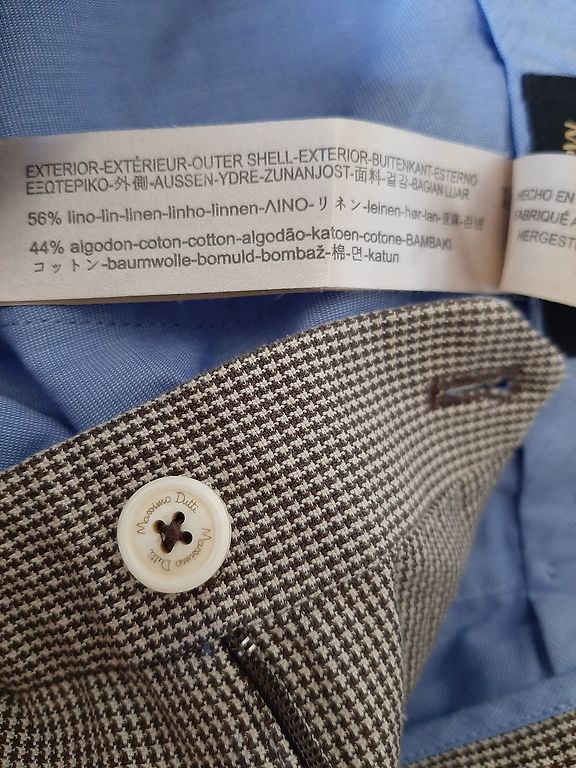 EXTERIOR-EXTÉRIEUR-OUTER SHELL-EXTERIOR-BUITENKANT-ESTERNO
ΕΞΩΤΕΡΙΚΟ-外側-AUSSEN-YDRE-ZUNANJOST-面料-겉감-BAGIAN LUAR
56% lino-lin-linen-linho-linnen-ΛΙΝΟ-リネン-leinen-hør-lan-亚麻-리넨
44% algodon-coton-cotton-algodão-katoen-cotone-ΒΑΜΒΑΚΙ
コットン-baumwolle-bomuld-bombaž-棉-면-katun
HECHO EN
FABRIQUÉ
HERGESTE
Massimo Dutti
Massimo Dutti